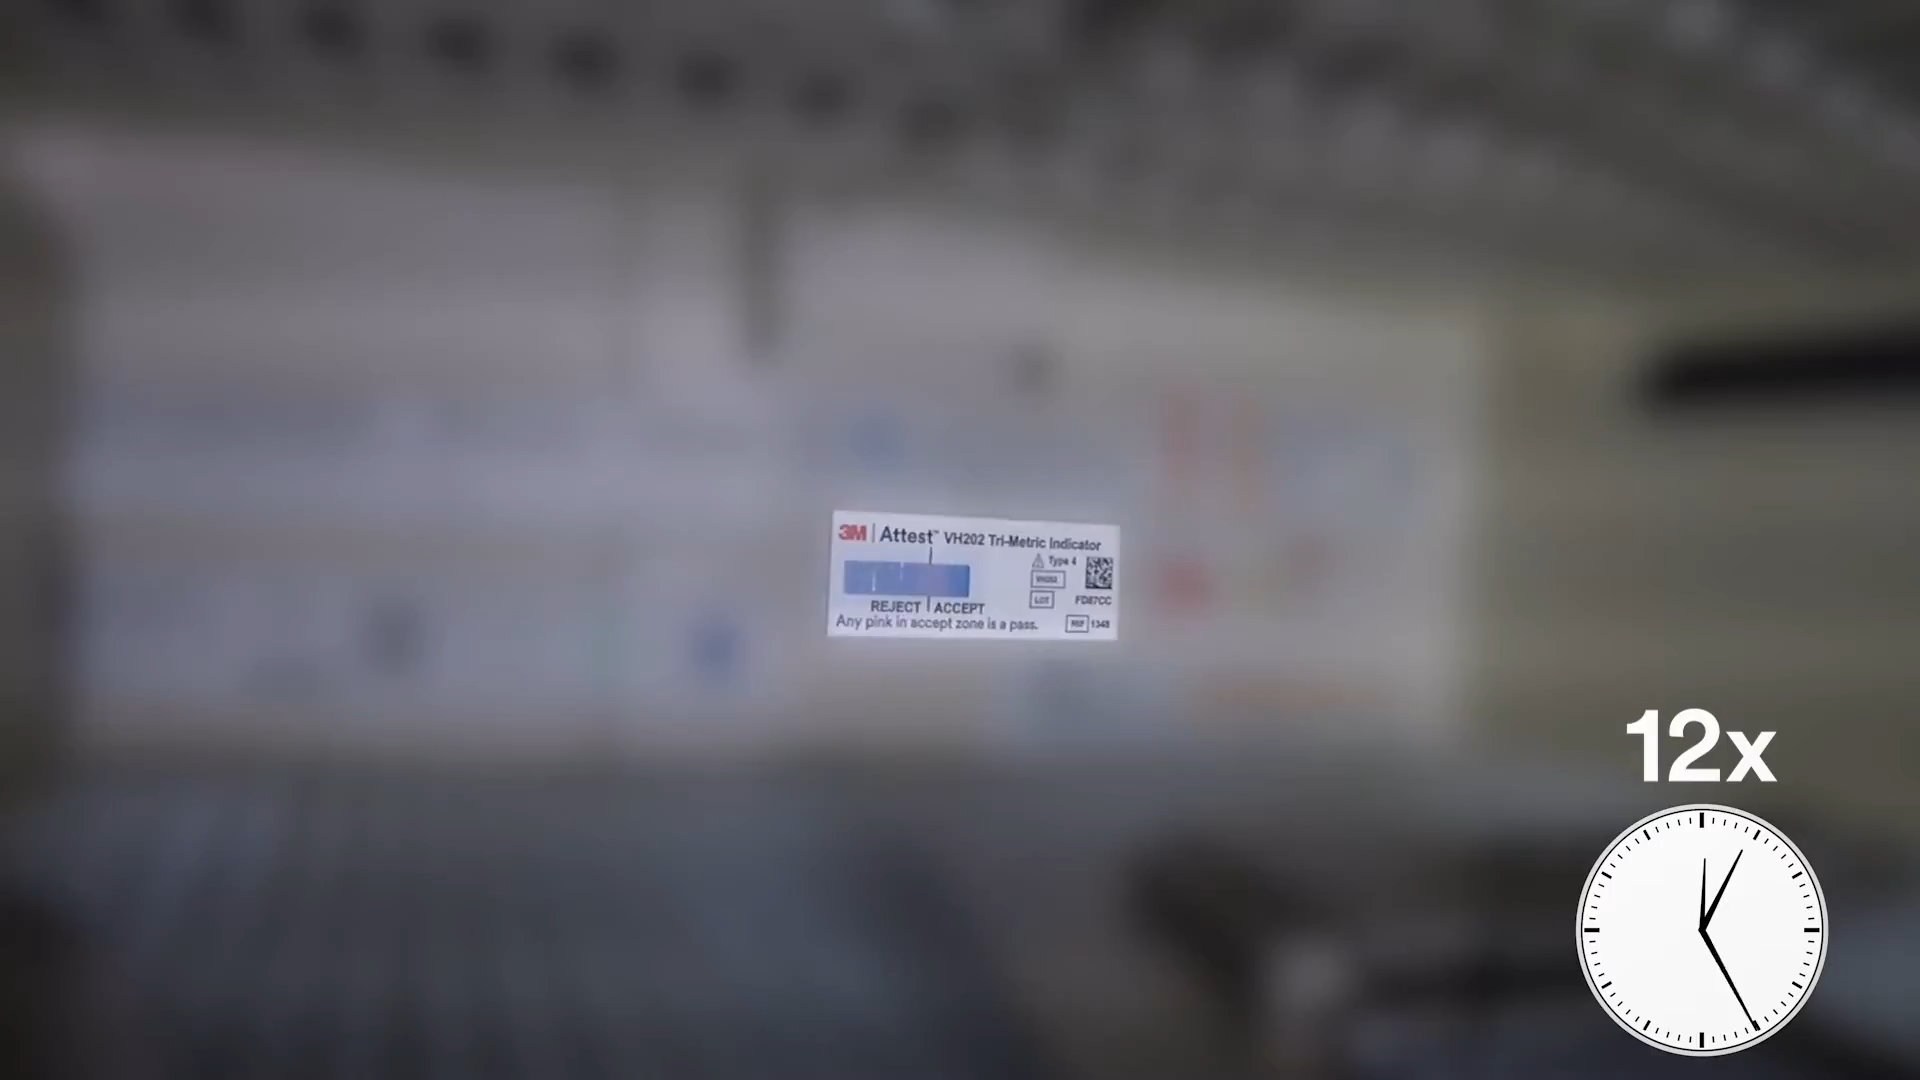 3M | Attest™ VH202 Tri-Metric Indicator
Type 4
VH202
LOT FD87CC
REJECT | ACCEPT
Any pink in accept zone is a pass.
REF 1348
12x